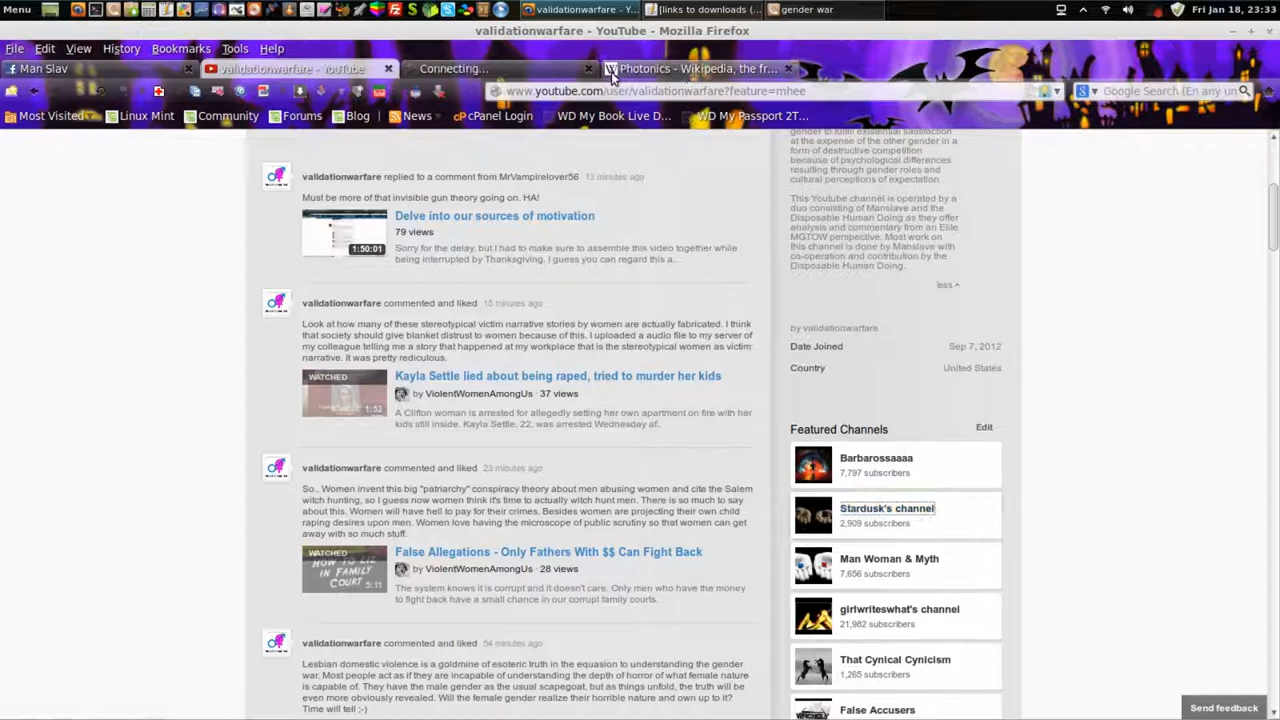 Menu
validationwarfare - Y...
[links to downloads (...
gender war
Fri Jan 18, 23:33
validationwarfare - YouTube - Mozilla Firefox
File Edit View History Bookmarks Tools Help
Man Slav
validationwarfare - YouTube
Connecting...
W Photonics - Wikipedia, the fr...
www.youtube.com/user/validationwarfare?feature=mhee
Google Search (En any un
Most Visited
Linux Mint
Community
Forums
Blog
News
cPanel Login
WD My Book Live D...
WD My Passport 2T...
validationwarfare replied to a comment from MrVampirelover56 13 minutes ago
Must be more of that invisible gun theory going on. HA!
Delve into our sources of motivation
79 views
1:50:01
Sorry for the delay, but I had to make sure to assemble this video together while
being interrupted by Thanksgiving. I guess you can regard this a...
validationwarfare commented and liked 15 minutes ago
Look at how many of these stereotypical victim narrative stories by women are actually fabricated. I think
that society should give blanket distrust to women because of this. I uploaded a audio file to my server of
my colleague telling me a story that happened at my workplace that is the stereotypical women as victim
narrative. It was pretty rediculous.
WATCHED
Kayla Settle lied about being raped, tried to murder her kids
by ViolentWomenAmongUs · 37 views
1:52
A Clifton woman is arrested for allegedly setting her own apartment on fire with her
kids still inside. Kayla Settle, 22, was arrested Wednesday af..
validationwarfare commented and liked 23 minutes ago
So.. Women invent this big "patriarchy" conspiracy theory about men abusing women and cite the Salem
witch hunting, so I guess now women think it's time to actually witch hunt men. There is so much to say
about this. Women will have hell to pay for their crimes. Besides women are projecting their own child
raping desires upon men. Women love having the microscope of public scrutiny so that women can get
away with so much stuff.
WATCHED
HOW TO LIE
IN FAMILY
COURT
5:11
False Allegations - Only Fathers With $$ Can Fight Back
by ViolentWomenAmongUs · 28 views
The system knows it is corrupt and it doesn't care. Only men who have the money
to fight back have a small chance in our corrupt family courts.
validationwarfare commented and liked 54 minutes ago
Lesbian domestic violence is a goldmine of esoteric truth in the equasion to understanding the gender
war. Most people act as if they are incapable of understanding the depth of horror of what female nature
is capable of. They have the male gender as the usual scapegoat, but as things unfold, the truth will be
even more obviously revealed. Will the female gender realize their horrible nature and own up to it?
Time will tell ;-)
gender to fulfill existential satisfaction
at the expense of the other gender in a
form of destructive competition
because of psychological differences
resulting through gender roles and
cultural perceptions of expectation
This Youtube channel is operated by a
duo consisting of Manslave and the
Disposable Human Doing as they offer
analysis and commentary from an Elite
MGTOW perspective. Most work on
this channel is done by Manslave with
co-operation and contribution by the
Disposable Human Doing.
less
by validationwarfare
Date Joined Sep 7, 2012
Country United States
Featured Channels Edit
Barbarossaaaa
7,797 subscribers
Stardusk's channel
2,909 subscribers
Man Woman & Myth
7,656 subscribers
girlwriteswhat's channel
21,982 subscribers
That Cynical Cynicism
1,265 subscribers
False Accusers
Send feedback